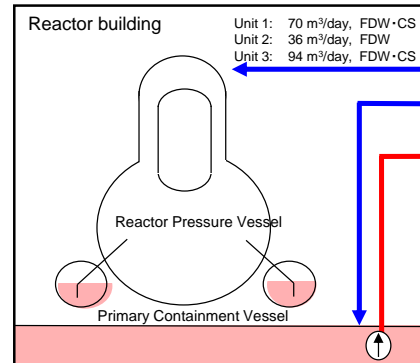 Reactor building
Unit 1: 70 m³/day, FDW・CS
Unit 2: 36 m³/day, FDW
Unit 3: 94 m³/day, FDW・CS
Reactor Pressure Vessel
Primary Containment Vessel